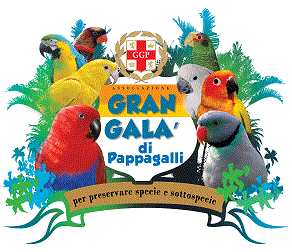 GGP
ASSOCIAZIONE
GRAN
GALA'
di
Pappagalli
per preservare specie e sottospecie